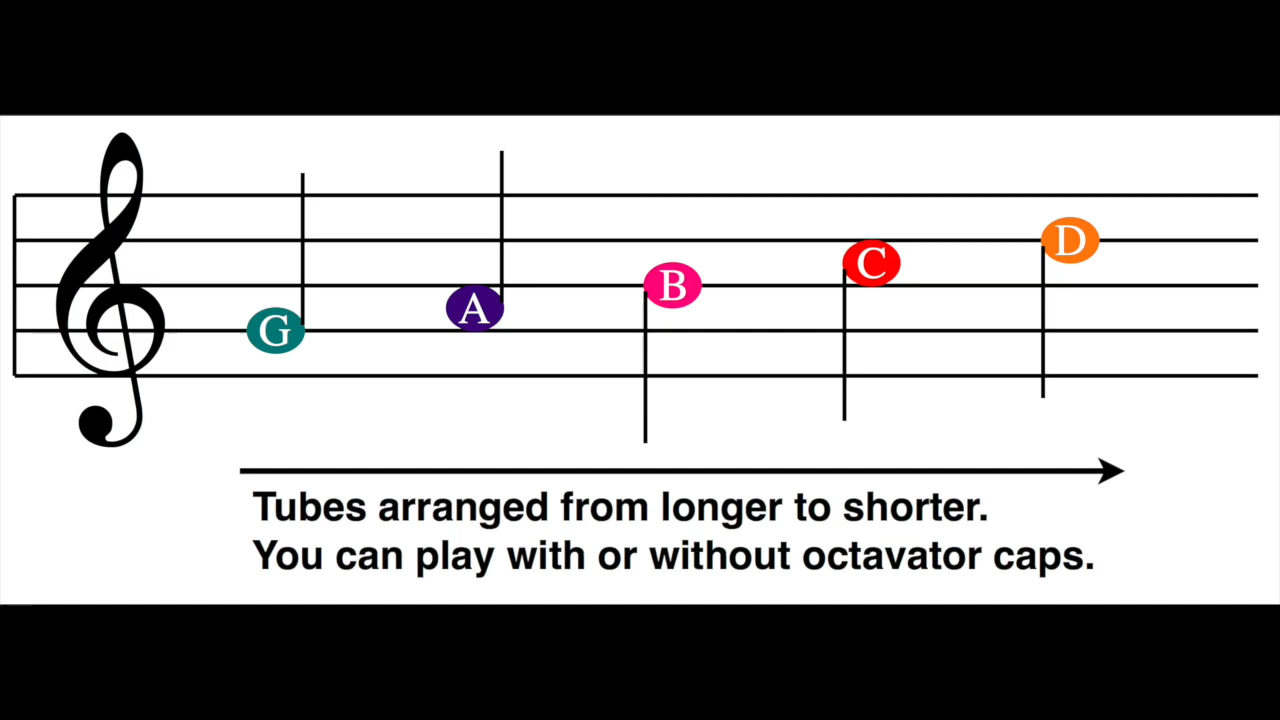 G A B C D
Tubes arranged from longer to shorter.
You can play with or without octavator caps.